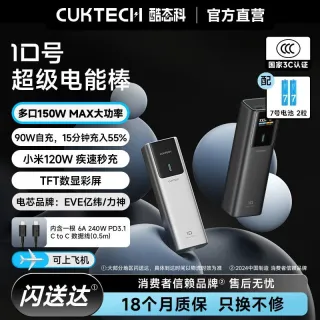 CUKTECH 酷态科 官方直营
10号
超级电能棒
CCC
国家3C认证
配
7号电池 2粒
多口150W MAX大功率
90W自充，15分钟充入55%
小米120W 疾速秒充
TFT数显彩屏
电芯品牌：EVE亿纬/力神
内含一根 6A 240W PD3.1
C to C 数据线(0.5m)
可上飞机
闪送达
消费者信赖品牌 售后无忧
18个月质保 只换不修